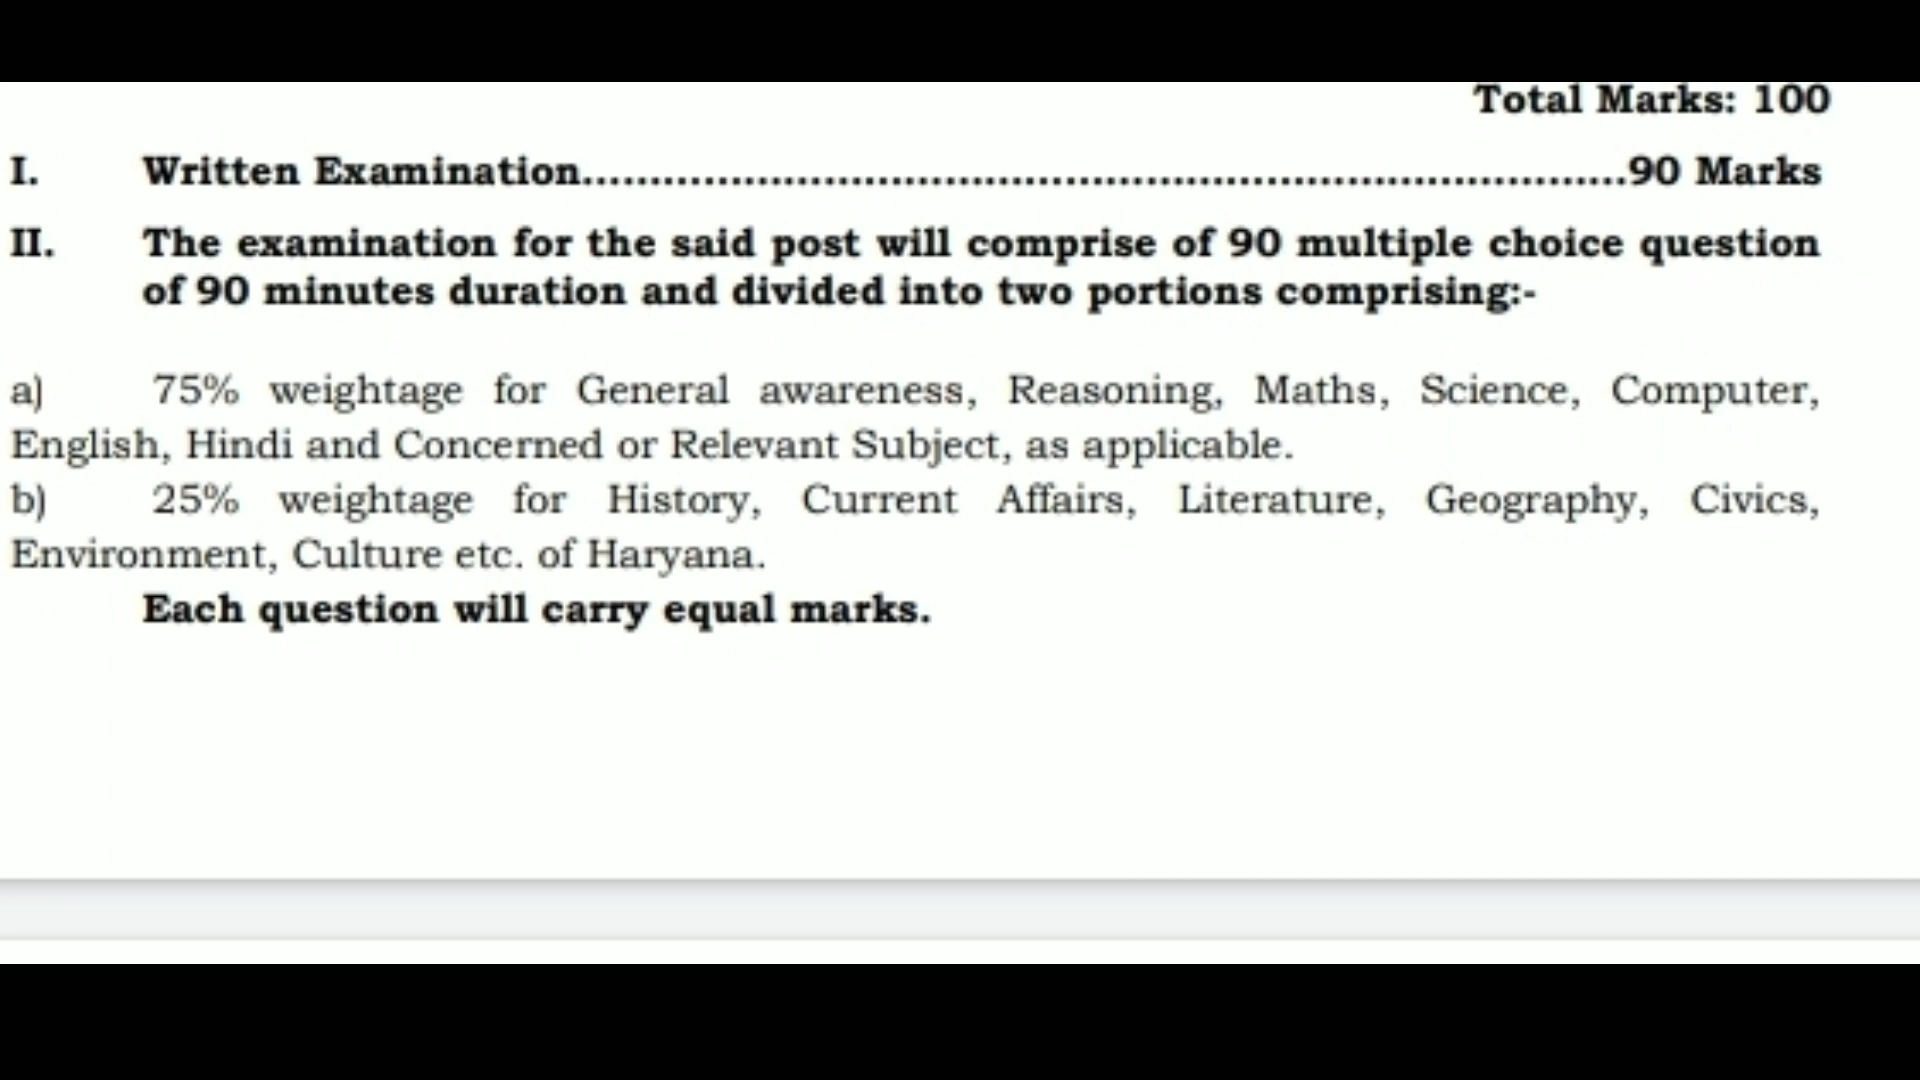 Total Marks: 100
I. Written Examination..............................................................................90 Marks
II. The examination for the said post will comprise of 90 multiple choice question
of 90 minutes duration and divided into two portions comprising:-
a) 75% weightage for General awareness, Reasoning, Maths, Science, Computer,
English, Hindi and Concerned or Relevant Subject, as applicable.
b) 25% weightage for History, Current Affairs, Literature, Geography, Civics,
Environment, Culture etc. of Haryana.
Each question will carry equal marks.